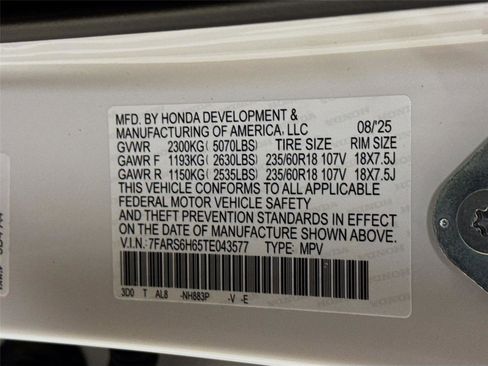 MFD. BY HONDA DEVELOPMENT &
MANUFACTURING OF AMERICA, LLC 08/'25
GVWR 2300KG(5070LBS) TIRE SIZE RIM SIZE
GAWR F 1193KG(2630LBS) 235/60R18 107V 18X7.5J
GAWR R 1150KG(2535LBS) 235/60R18 107V 18X7.5J
THIS VEHICLE CONFORMS TO ALL APPLICABLE
FEDERAL MOTOR VEHICLE SAFETY
AND THEFT PREVENTION STANDARDS IN EFFECT
ON THE DATE OF MANUFACTURE SHOWN ABOVE.
V.I.N.: 7FARS6H65TE043577 TYPE: MPV
3D0 T AL8 -NH883P -V -E